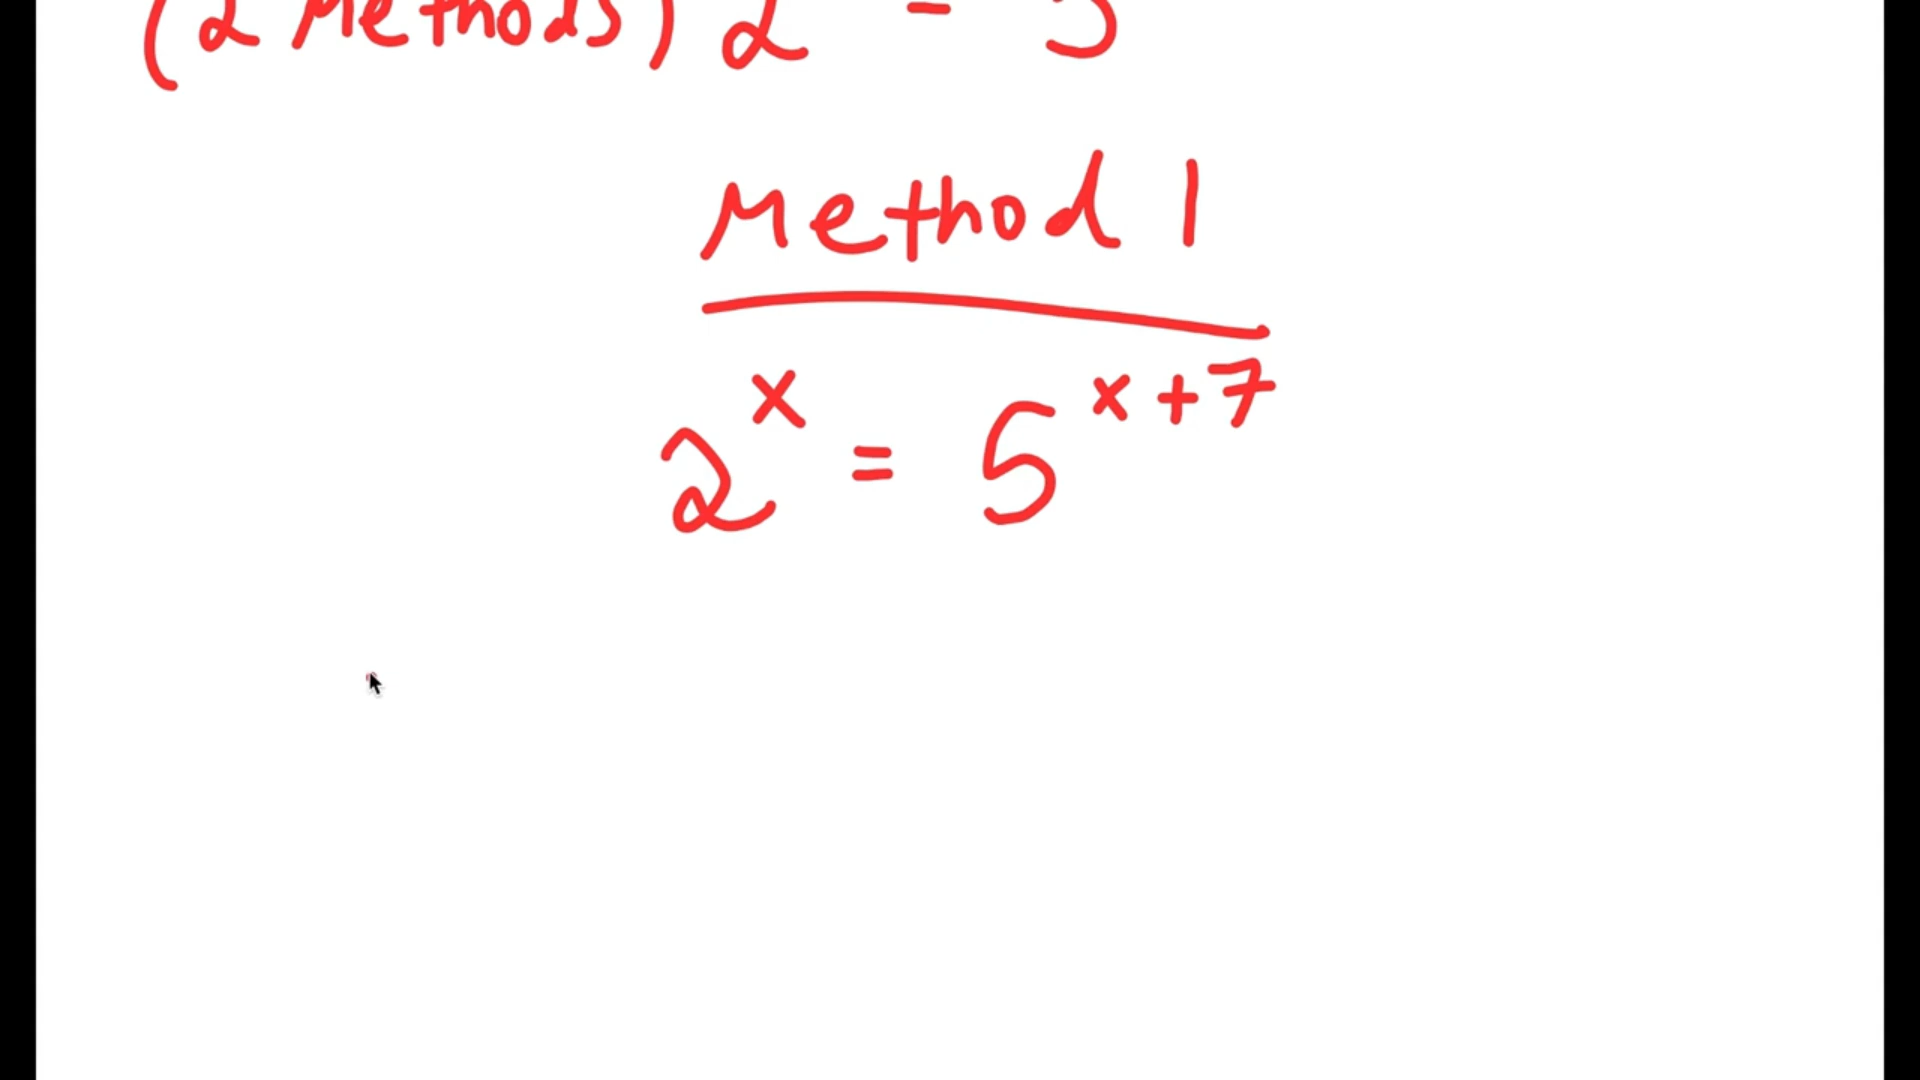 (2 Methods) 2 = 5
Method 1
2^x = 5^x+7